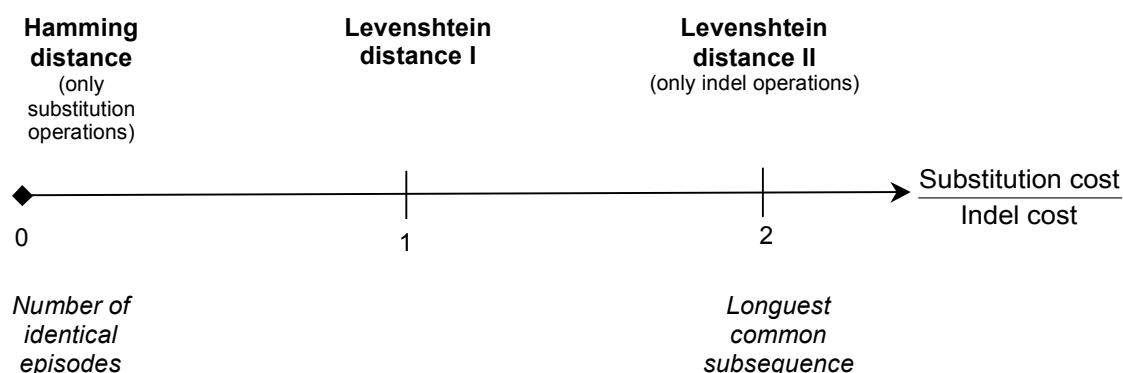 Hamming
distance
(only
substitution
operations)
Levenshtein
distance I
Levenshtein
distance II
(only indel operations)
Substitution cost
Indel cost
0
1
2
Number of
identical
episodes
Longuest
common
subsequence